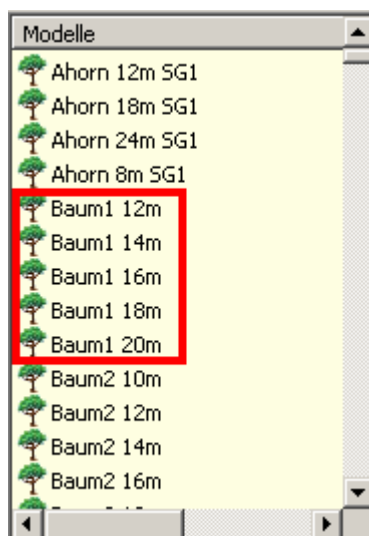 Modelle
Ahorn 12m SG1
Ahorn 18m SG1
Ahorn 24m SG1
Ahorn 8m SG1
Baum1 12m
Baum1 14m
Baum1 16m
Baum1 18m
Baum1 20m
Baum2 10m
Baum2 12m
Baum2 14m
Baum2 16m